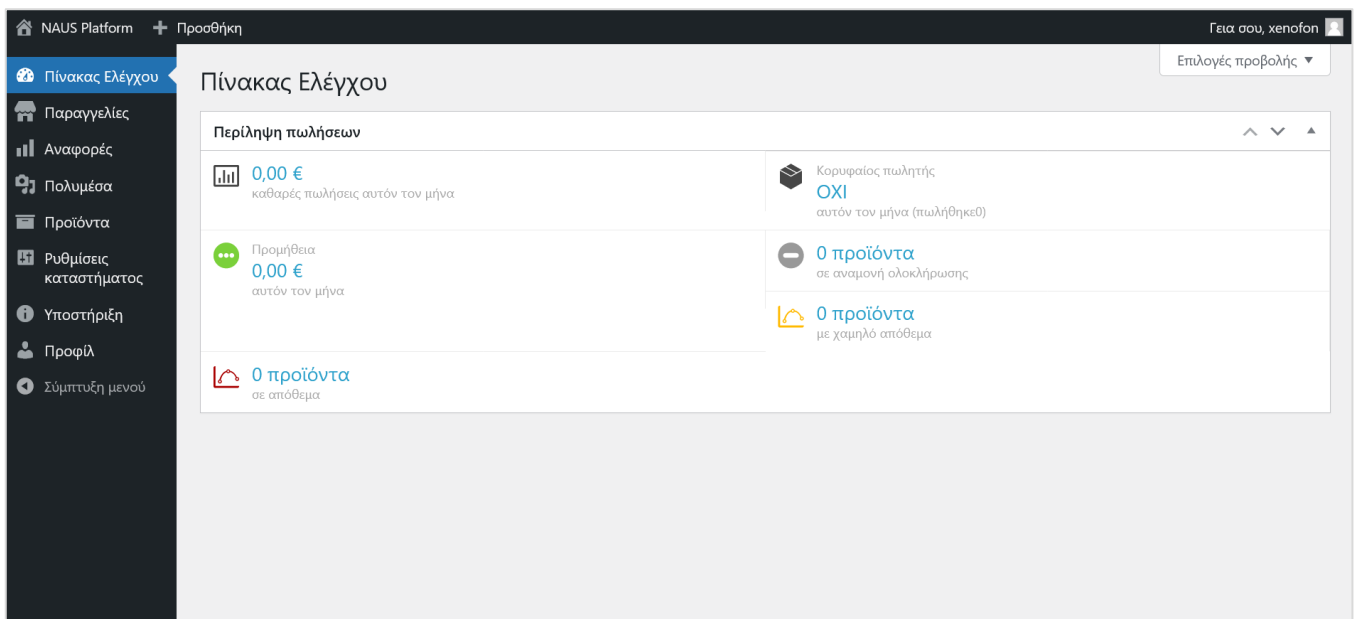 NAUS Platform
Προσθήκη
Γεια σου, xenofon
Επιλογές προβολής
Πίνακας Ελέγχου
Παραγγελίες
Αναφορές
Πολυμέσα
Προϊόντα
Ρυθμίσεις
καταστήματος
Υποστήριξη
Προφίλ
Σύμπτυξη μενού
Πίνακας Ελέγχου
Περίληψη πωλήσεων
0,00 €
καθαρές πωλήσεις αυτόν τον μήνα
Κορυφαίος πωλητής
ΟΧΙ
αυτόν τον μήνα (πωλήθηκε0)
Προμήθεια
0,00 €
αυτόν τον μήνα
0 προϊόντα
σε αναμονή ολοκλήρωσης
0 προϊόντα
με χαμηλό απόθεμα
0 προϊόντα
σε απόθεμα